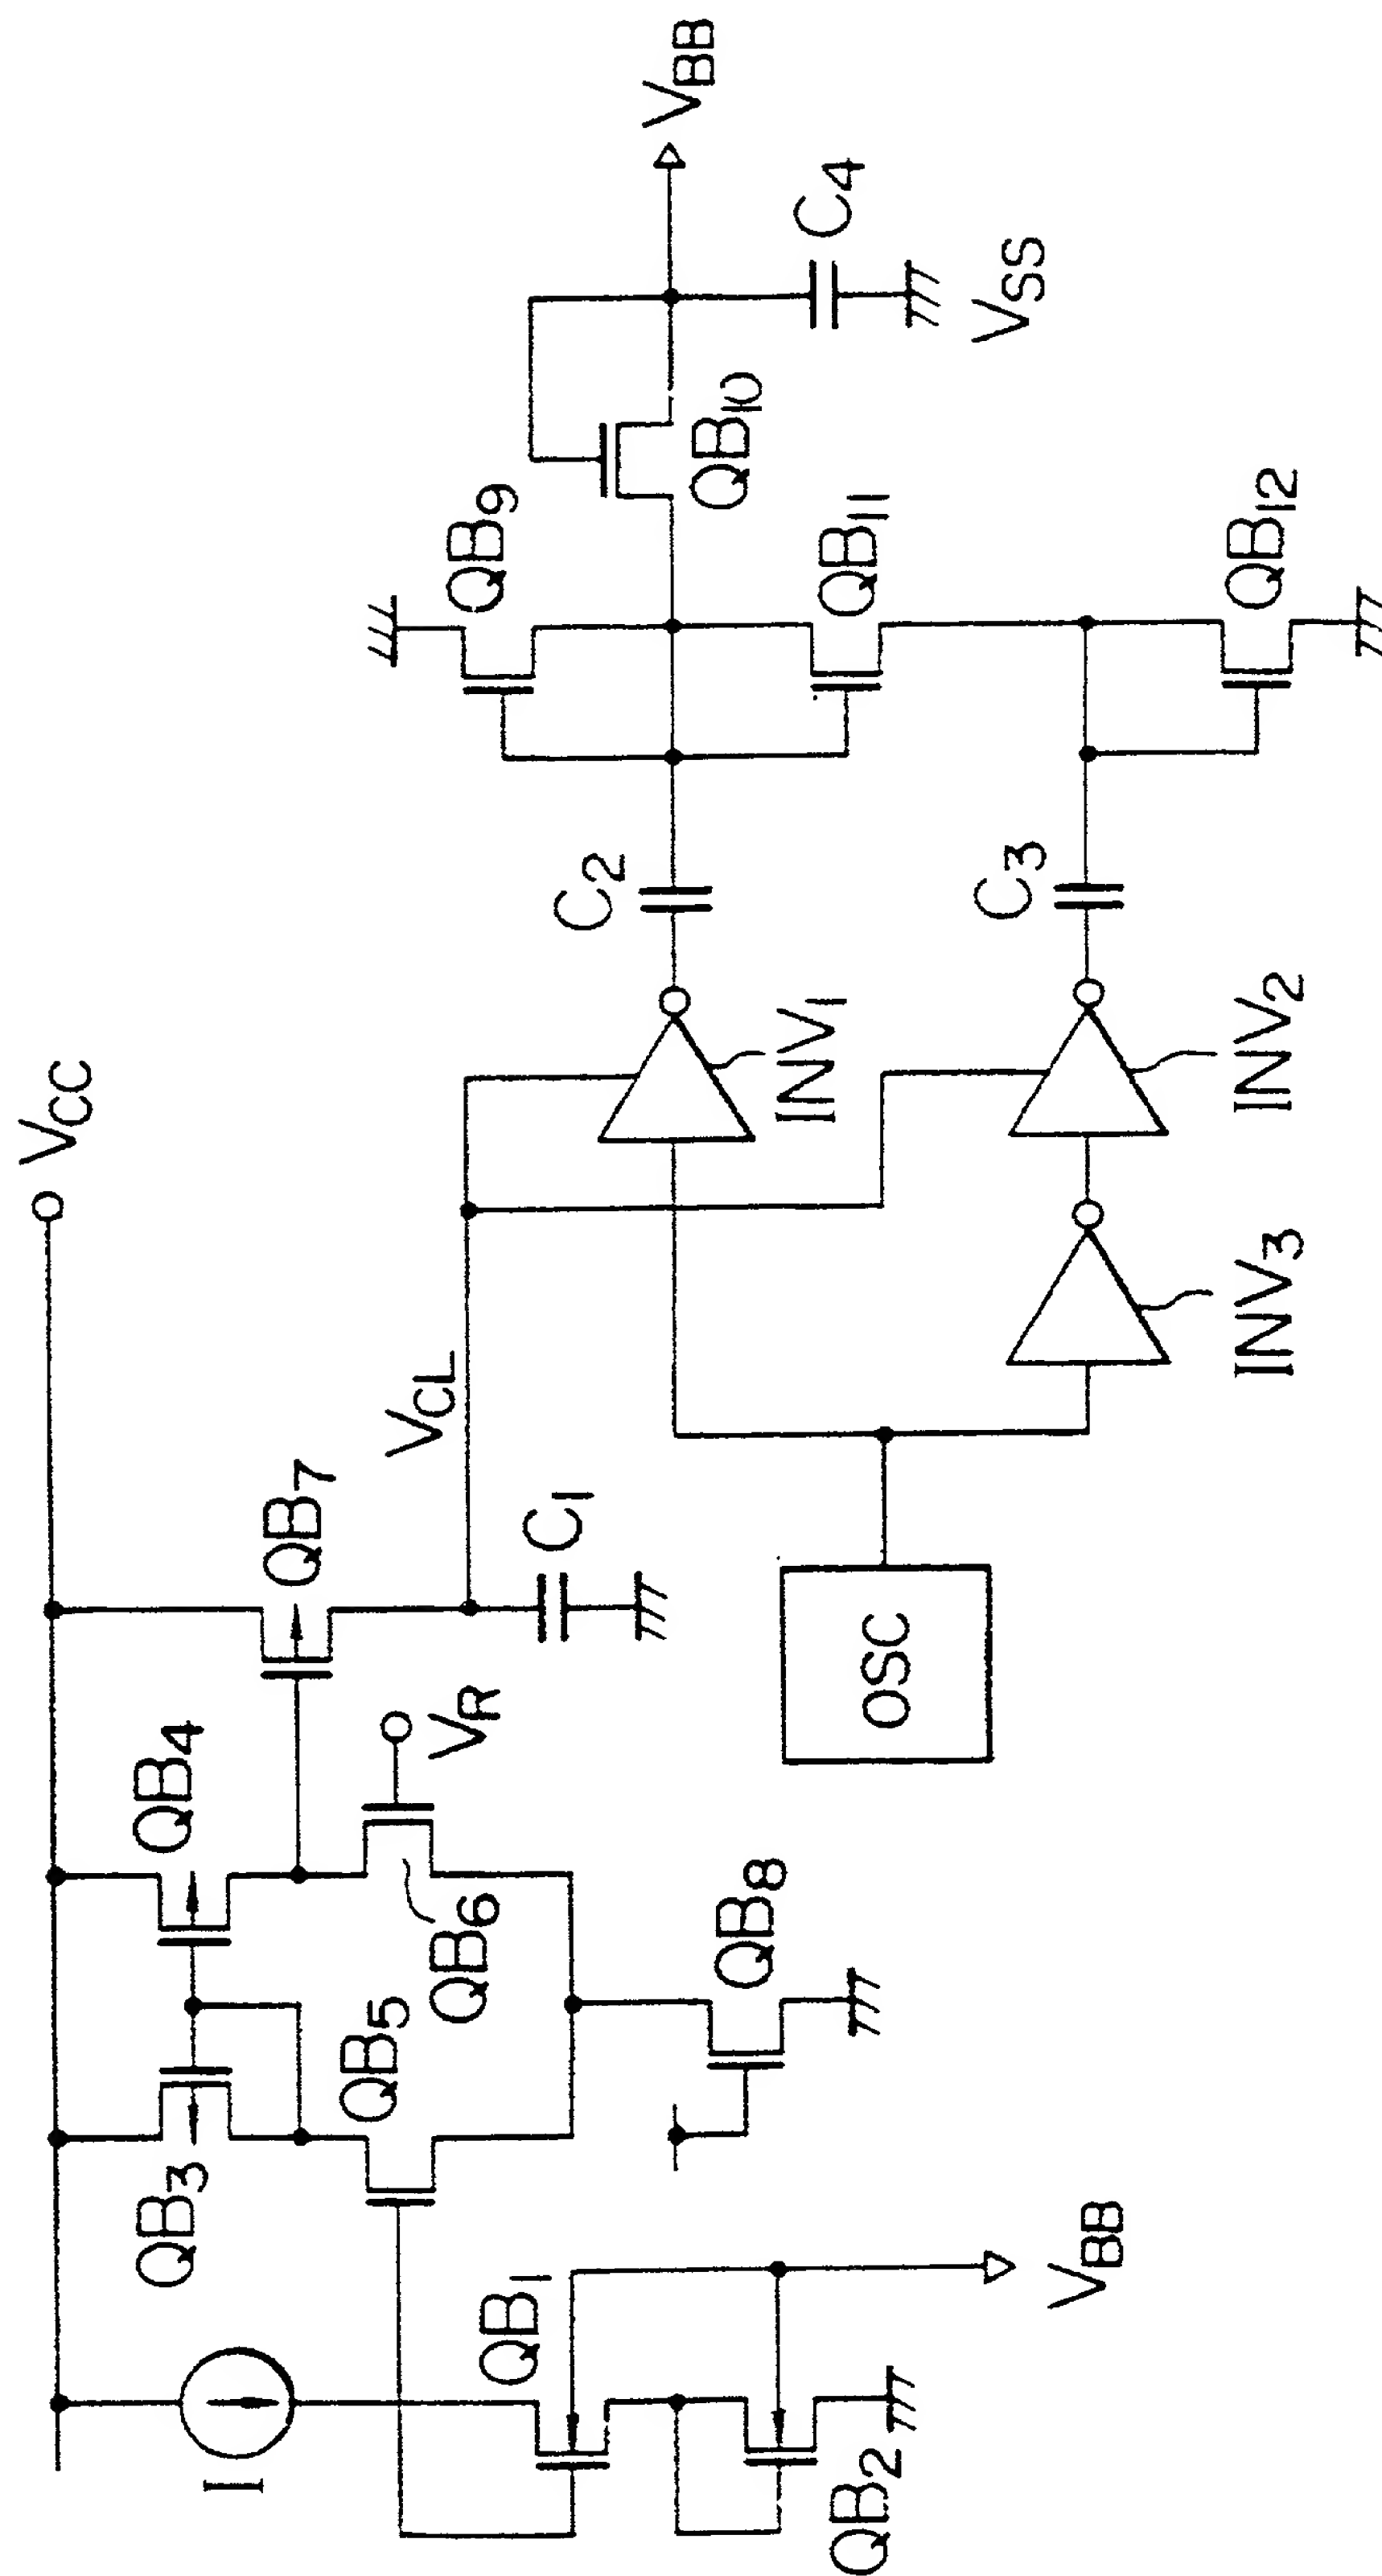 VCC
I
QB3
QB4
QB7
VCL
QB5
QB6
VR
C1
QB1
QB8
QB2
VBB
OSC
INV1
INV3
INV2
C2
C3
QB9
QB10
QB11
QB12
VBB
C4
VSS